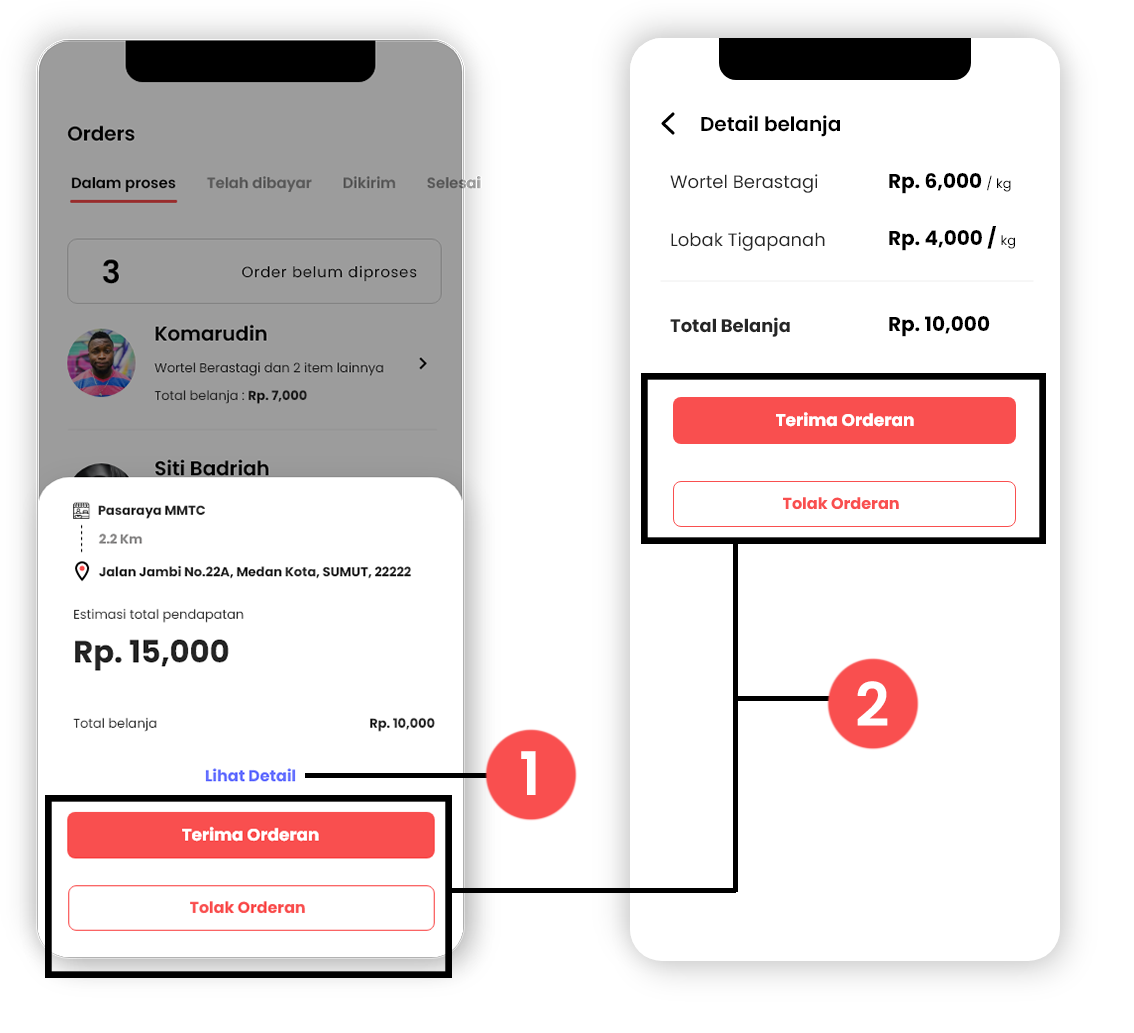 Orders
Dalam proses Telah dibayar Dikirim Selesai
3 Order belum diproses
Komarudin
Wortel Berastagi dan 2 item lainnya
Total belanja : Rp. 7,000
Siti Badriah
Pasaraya MMTC
2.2 Km
Jalan Jambi No.22A, Medan Kota, SUMUT, 22222
Estimasi total pendapatan
Rp. 15,000
Total belanja Rp. 10,000
Lihat Detail
1
Terima Orderan
Tolak Orderan
Detail belanja
Wortel Berastagi Rp. 6,000 / kg
Lobak Tigapanah Rp. 4,000 / kg
Total Belanja Rp. 10,000
Terima Orderan
Tolak Orderan
2